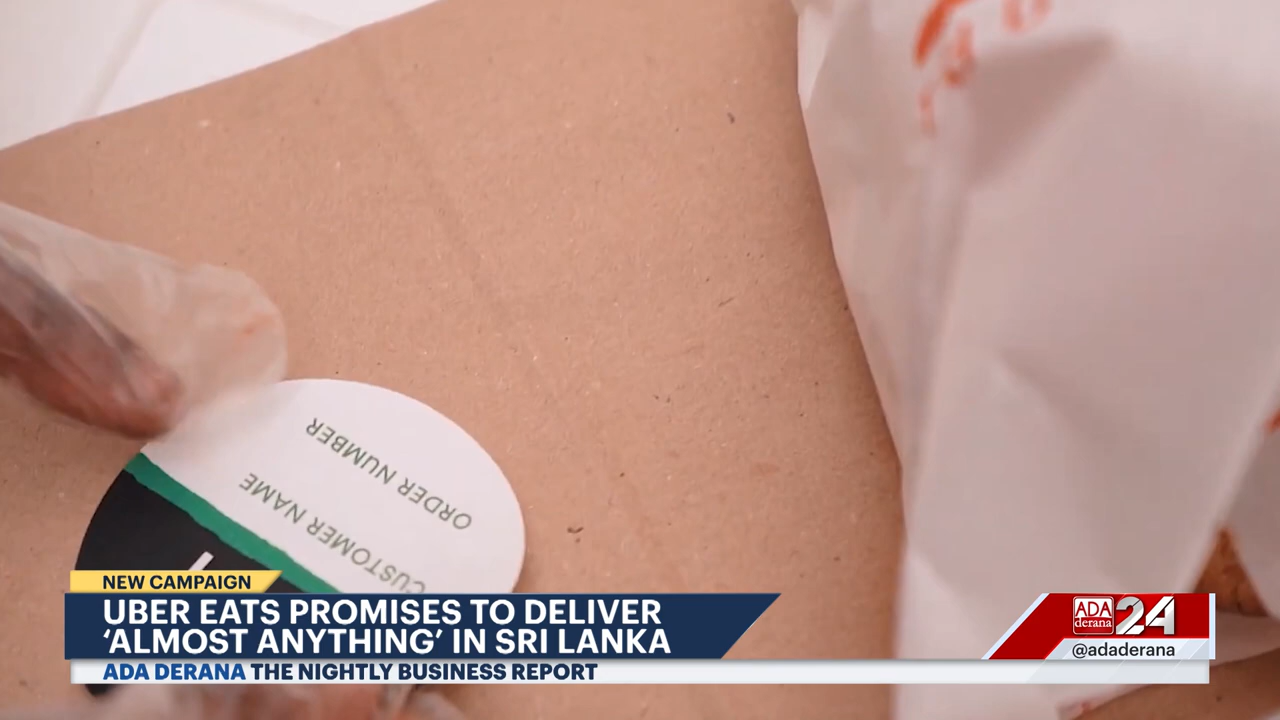 ORDER NUMBER
CUSTOMER NAME
NEW CAMPAIGN
UBER EATS PROMISES TO DELIVER
‘ALMOST ANYTHING’ IN SRI LANKA
ADA DERANA THE NIGHTLY BUSINESS REPORT
ADA
derana
24
@adaderana